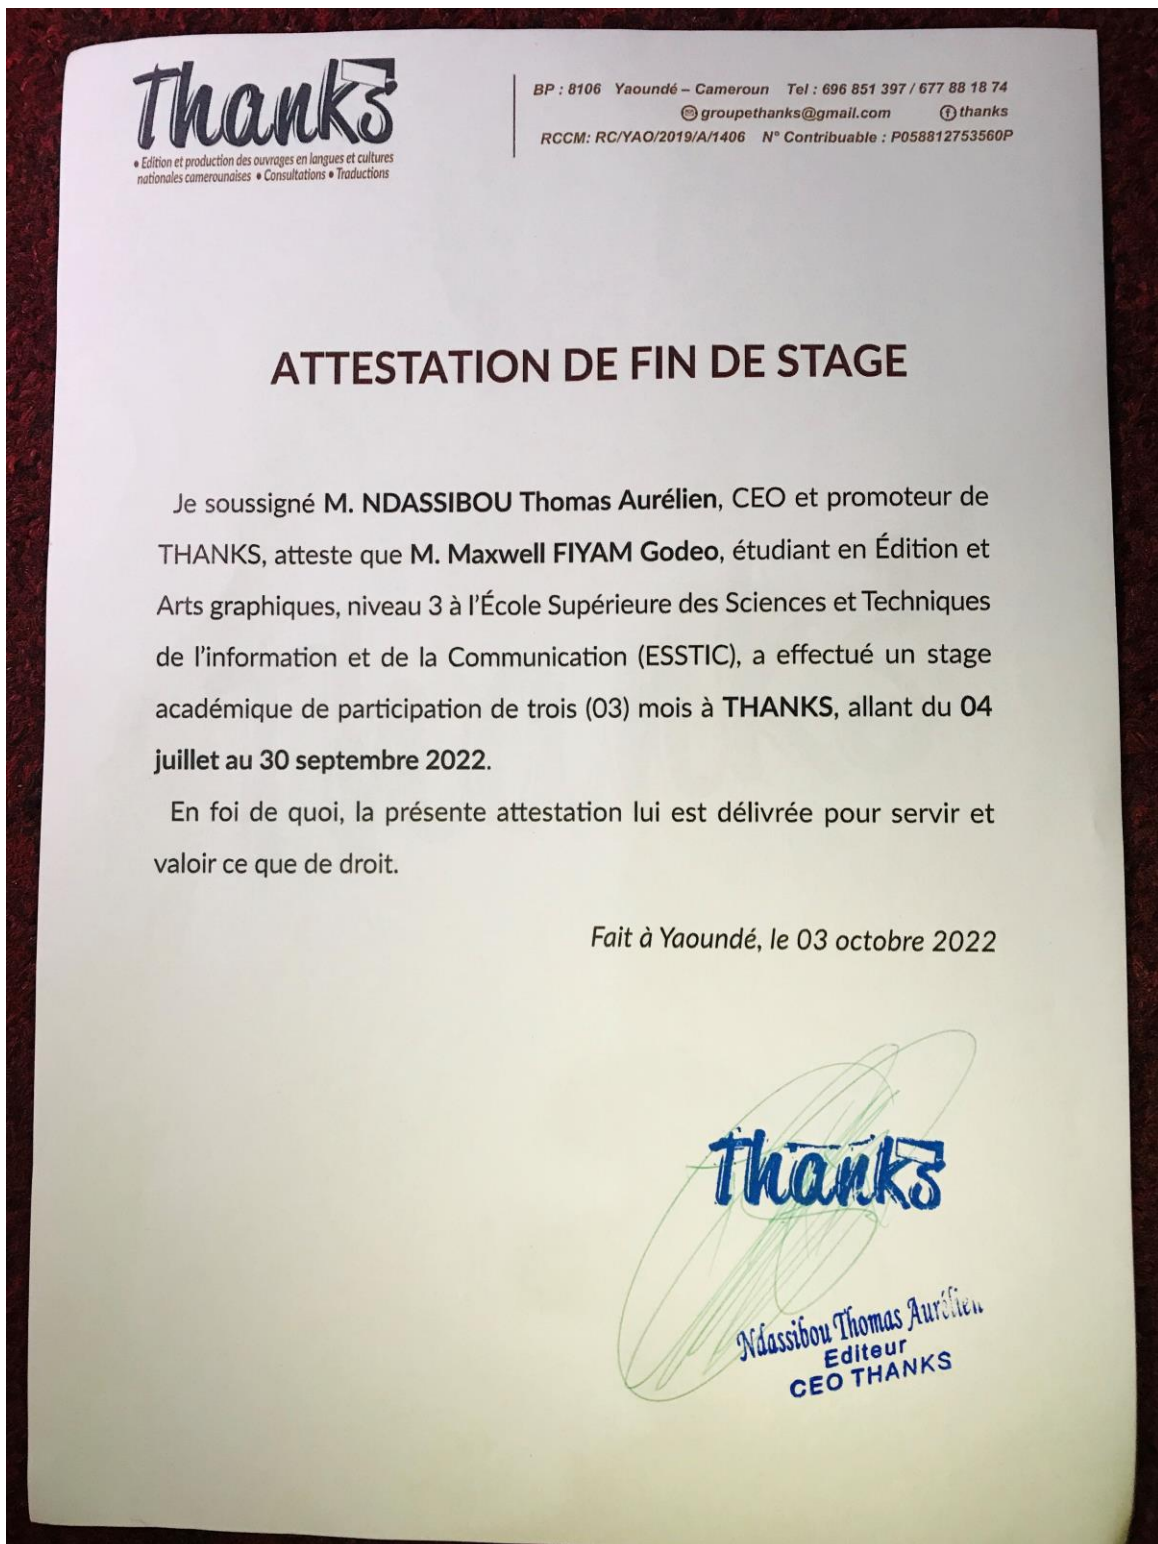 Thanks
• Edition et production des ouvrages en langues et cultures
nationales camerounaises • Consultations • Traductions
BP : 8106 Yaoundé – Cameroun Tel : 696 851 397 / 677 88 18 74
groupethanks@gmail.com thanks
RCCM: RC/YAO/2019/A/1406 N° Contribuable : P058812753560P
ATTESTATION DE FIN DE STAGE
Je soussigné M. NDASSIBOU Thomas Aurélien, CEO et promoteur de
THANKS, atteste que M. Maxwell FIYAM Godeo, étudiant en Édition et
Arts graphiques, niveau 3 à l’École Supérieure des Sciences et Techniques
de l’information et de la Communication (ESSTIC), a effectué un stage
académique de participation de trois (03) mois à THANKS, allant du 04
juillet au 30 septembre 2022.
En foi de quoi, la présente attestation lui est délivrée pour servir et
valoir ce que de droit.
Fait à Yaoundé, le 03 octobre 2022
Thanks
Ndassibou Thomas Aurélien
Editeur
CEO THANKS